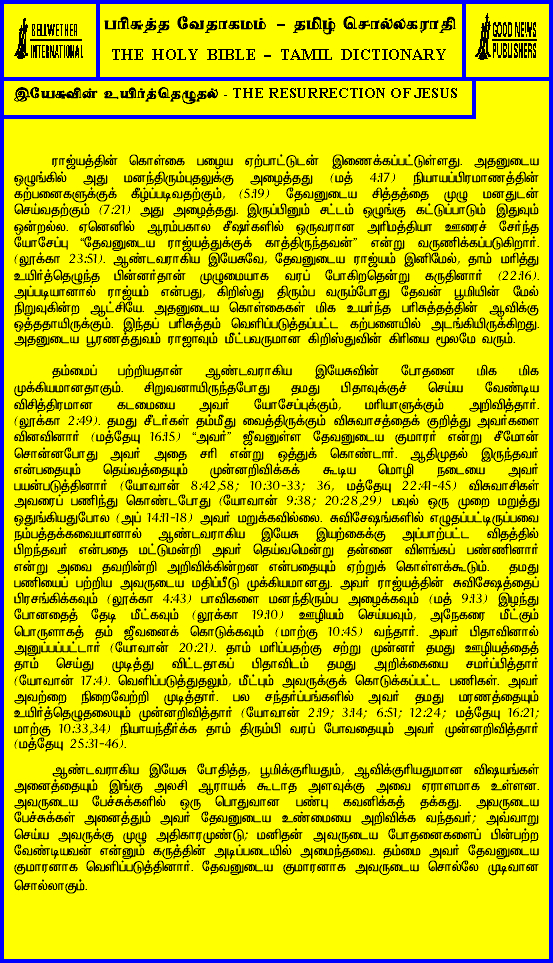 BELLWETHER
INTERNATIONAL
பரிசுத்த வேதாகமம் – தமிழ் சொல்லகராதி
THE HOLY BIBLE – TAMIL DICTIONARY
GOOD NEWS
PUBLISHERS
இயேசுவின் உயிர்த்தெழுதல் - THE RESURRECTION OF JESUS
ராஜ்யத்தின் கொள்கை பழைய ஏற்பாட்டுடன் இணைக்கப்பட்டுள்ளது. அதனுடைய
ஒழுங்கில் அது மனந்திரும்புதலுக்கு அழைத்தது (மத் 4:17) நியாயப்பிரமாணத்தின்
கற்பனைகளுக்குக் கீழ்ப்படிவதற்கும், (5:19) தேவனுடைய சித்தத்தை முழு மனதுடன்
செய்வதற்கும் (7:21) அது அழைத்தது. இருப்பினும் சட்டம் ஒழுங்கு கட்டுப்பாடும் இதுவும்
ஒன்றல்ல. ஏனெனில் ஆரம்பகால சீஷர்களில் ஒருவரான அரிமத்தியா ஊரைச் சேர்ந்த
யோசேப்பு "தேவனுடைய ராஜ்யத்துக்குக் காத்திருந்தவன்" என்று வருணிக்கப்படுகிறார்.
(லூக்கா 23:51). ஆண்டவராகிய இயேசுவே, தேவனுடைய ராஜ்யம் இனிமேல், தாம் மரித்து
உயிர்த்தெழுந்த பின்னர்தான் முழுமையாக வரப் போகிறதென்று கருதினார் (22:16).
அப்படியானால் ராஜ்யம் என்பது, கிறிஸ்து திரும்ப வரும்போது தேவன் பூமியின் மேல்
நிறுவுகின்ற ஆட்சியே. அதனுடைய கொள்கைகள் மிக உயர்ந்த பரிசுத்தத்தின் ஆவிக்கு
ஒத்ததாயிருக்கும். இந்தப் பரிசுத்தம் வெளிப்படுத்தப்பட்ட கற்பனையில் அடங்கியிருக்கிறது.
அதனுடைய பூரணத்துவம் ராஜாவும் மீட்பவருமான கிறிஸ்துவின் கிரியை மூலமே வரும்.
தம்மைப் பற்றியதான் ஆண்டவராகிய இயேசுவின் போதனை மிக மிக
முக்கியமானதாகும். சிறுவனாயிருந்தபோது தமது பிதாவுக்குச் செய்ய வேண்டிய
விசித்திரமான கடமையை அவர் யோசேப்புக்கும், மரியாளுக்கும் அறிவித்தார்.
(லூக்கா 2:49). தமது சீடர்கள் தம்மீது வைத்திருக்கும் விசுவாசத்தைக் குறித்து அவர்களை
வினவினார் (மத்தேயு 16:15) "அவர்" ஜீவனுள்ள தேவனுடைய குமாரர் என்று சீமோன்
சொன்னபோது அவர் அதை சரி என்று ஒத்துக் கொண்டார். ஆதிமுதல் இருந்தவர்
என்பதையும் தெய்வத்தையும் முன்னறிவிக்கக் கூடிய மொழி நடையை அவர்
பயன்படுத்தினார் (யோவான் 8:42,58; 10:30-33; 36, மத்தேயு 22:41-45) விசுவாசிகள்
அவரைப் பணிந்து கொண்டபோது (யோவான் 9:38; 20:28,29) பவுல் ஒரு முறை மறுத்து
ஒதுங்கியதுபோல (அப் 14:11-18) அவர் மறுக்கவில்லை. சுவிசேஷங்களில் எழுதப்பட்டிருப்பவை
நம்பத்தக்கவையானால் ஆண்டவராகிய இயேசு இயற்கைக்கு அப்பாற்பட்ட விதத்தில்
பிறந்தவர் என்பதை மட்டுமன்றி அவர் தெய்வமென்று தன்னை விளங்கப் பண்ணினார்
என்று அவை தவறின்றி அறிவிக்கின்றன என்பதையும் ஏற்றுக் கொள்ளக்கூடும். தமது
பணியைப் பற்றிய அவருடைய மதிப்பீடு முக்கியமானது. அவர் ராஜ்யத்தின் சுவிசேஷத்தைப்
பிரசங்கிக்கவும் (லூக்கா 4:43) பாவிகளை மனந்திரும்ப அழைக்கவும் (மத் 9:13) இழந்து
போனதைத் தேடி மீட்கவும் (லூக்கா 19:10) ஊழியம் செய்யவும், அநேகரை மீட்கும்
பொருளாகத் தம் ஜீவனைக் கொடுக்கவும் (மாற்கு 10:45) வந்தார். அவர் பிதாவினால்
அனுப்பப்பட்டார் (யோவான் 20:21). தாம் மரிப்பதற்கு சற்று முன்னர் தமது ஊழியத்தைத்
தாம் செய்து முடித்து விட்டதாகப் பிதாவிடம் தமது அறிக்கையை சமர்ப்பித்தார்
(யோவான் 17:4). வெளிப்படுத்துதலும், மீட்பும் அவருக்குக் கொடுக்கப்பட்ட பணிகள். அவர்
அவற்றை நிறைவேற்றி முடித்தார். பல சந்தர்ப்பங்களில் அவர் தமது மரணத்தையும்
உயிர்த்தெழுதலையும் முன்னறிவித்தார் (யோவான் 2:19; 3:14; 6:51; 12:24; மத்தேயு 16:21;
மாற்கு 10:33,34) நியாயந்தீர்க்க தாம் திரும்பி வரப் போவதையும் அவர் முன்னறிவித்தார்
(மத்தேயு 25:31-46).
ஆண்டவராகிய இயேசு போதித்த, பூமிக்குரியதும், ஆவிக்குரியதுமான விஷயங்கள்
அனைத்தையும் இங்கு அலசி ஆராயக் கூடாத அளவுக்கு அவை ஏராளமாக உள்ளன.
அவருடைய பேச்சுக்களில் ஒரு பொதுவான பண்பு கவனிக்கத் தக்கது. அவருடைய
பேச்சுக்கள் அனைத்தும் அவர் தேவனுடைய உண்மையை அறிவிக்க வந்தவர்; அவ்வாறு
செய்ய அவருக்கு முழு அதிகாரமுண்டு; மனிதன் அவருடைய போதனைகளைப் பின்பற்ற
வேண்டியவன் என்னும் கருத்தின் அடிப்படையில் அமைந்தவை. தம்மை அவர் தேவனுடைய
குமாரனாக வெளிப்படுத்தினார். தேவனுடைய குமாரனாக அவருடைய சொல்லே முடிவான
சொல்லாகும்.